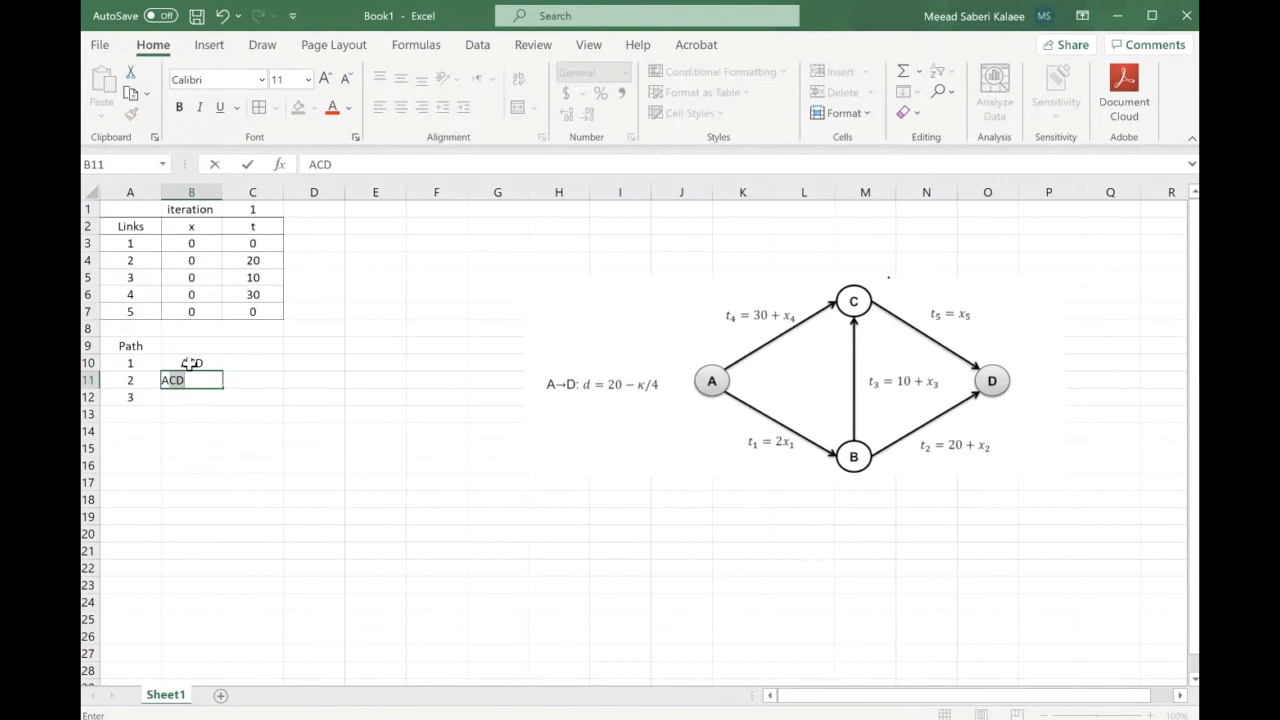 AutoSave Off Book1 - Excel Search Meead Saberi Kalaee MS
File Home Insert Draw Page Layout Formulas Data Review View Help Acrobat Share Comments
Paste Calibri 11 General Conditional Formatting Insert Analyze Data Sensitivity Document Cloud
B I U Format as Table Delete
Cell Styles Format
Clipboard Font Alignment Number Styles Cells Editing Analysis Sensitivity Adobe
B11 fx ACD
A B C D E F G H I J K L M N O P Q R
1 iteration 1
2 Links x t
3 1 0 0
4 2 0 20
5 3 0 10
6 4 0 30
7 5 0 0
8
9 Path
10 1
11 2 ACD
12 3
13
14
15
16
17
18
19
20
21
22
23
24
25
26
27
28
C
t₄ = 30 + x₄
t₅ = x₅
A→D: d = 20 − κ/4
A
t₃ = 10 + x₃
D
t₁ = 2x₁
t₂ = 20 + x₂
B
Sheet1
Enter 100%